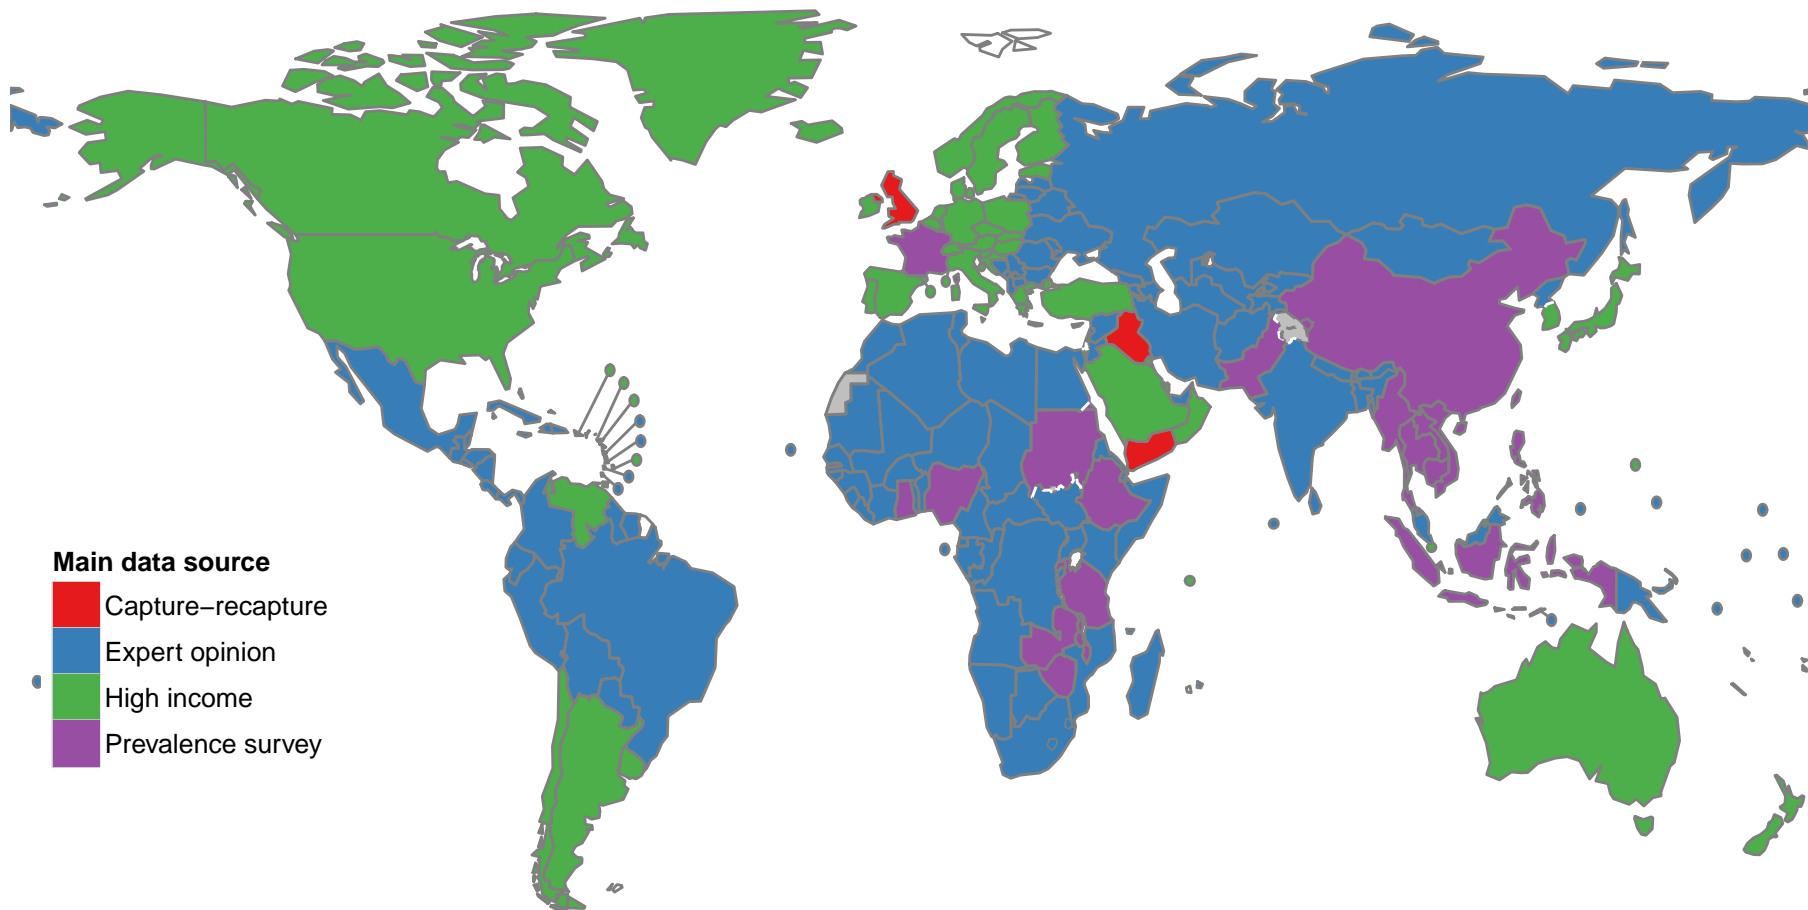 Main data source
Capture−recapture
Expert opinion
High income
Prevalence survey